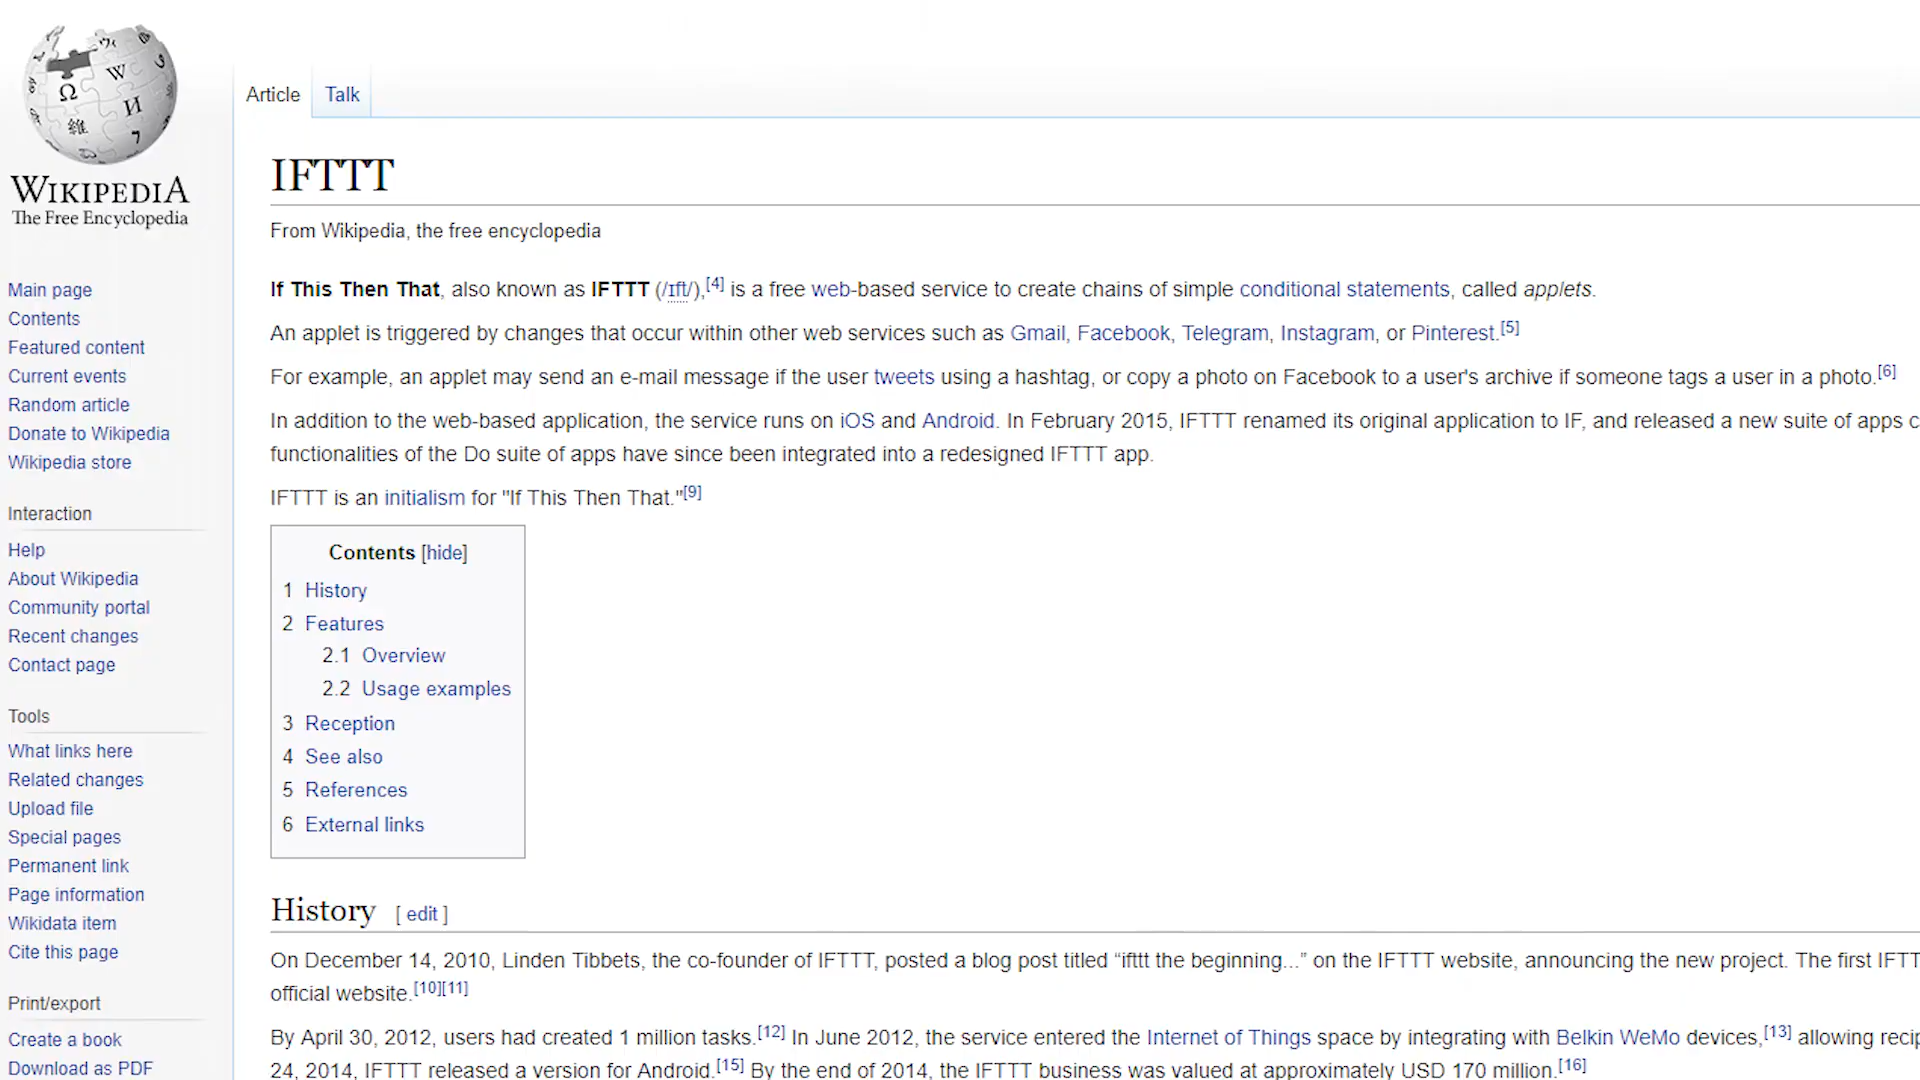 WIKIPEDIA
The Free Encyclopedia
Main page
Contents
Featured content
Current events
Random article
Donate to Wikipedia
Wikipedia store
Interaction
Help
About Wikipedia
Community portal
Recent changes
Contact page
Tools
What links here
Related changes
Upload file
Special pages
Permanent link
Page information
Wikidata item
Cite this page
Print/export
Create a book
Download as PDF
Article Talk
IFTTT
From Wikipedia, the free encyclopedia
If This Then That, also known as IFTTT (/ɪft/),[4] is a free web-based service to create chains of simple conditional statements, called applets.
An applet is triggered by changes that occur within other web services such as Gmail, Facebook, Telegram, Instagram, or Pinterest.[5]
For example, an applet may send an e-mail message if the user tweets using a hashtag, or copy a photo on Facebook to a user's archive if someone tags a user in a photo.[6]
In addition to the web-based application, the service runs on iOS and Android. In February 2015, IFTTT renamed its original application to IF, and released a new suite of apps c
functionalities of the Do suite of apps have since been integrated into a redesigned IFTTT app.
IFTTT is an initialism for "If This Then That."[9]
Contents [hide]
1 History
2 Features
2.1 Overview
2.2 Usage examples
3 Reception
4 See also
5 References
6 External links
History [ edit ]
On December 14, 2010, Linden Tibbets, the co-founder of IFTTT, posted a blog post titled “ifttt the beginning...” on the IFTTT website, announcing the new project. The first IFTT
official website.[10][11]
By April 30, 2012, users had created 1 million tasks.[12] In June 2012, the service entered the Internet of Things space by integrating with Belkin WeMo devices,[13] allowing recip
24, 2014, IFTTT released a version for Android.[15] By the end of 2014, the IFTTT business was valued at approximately USD 170 million.[16]